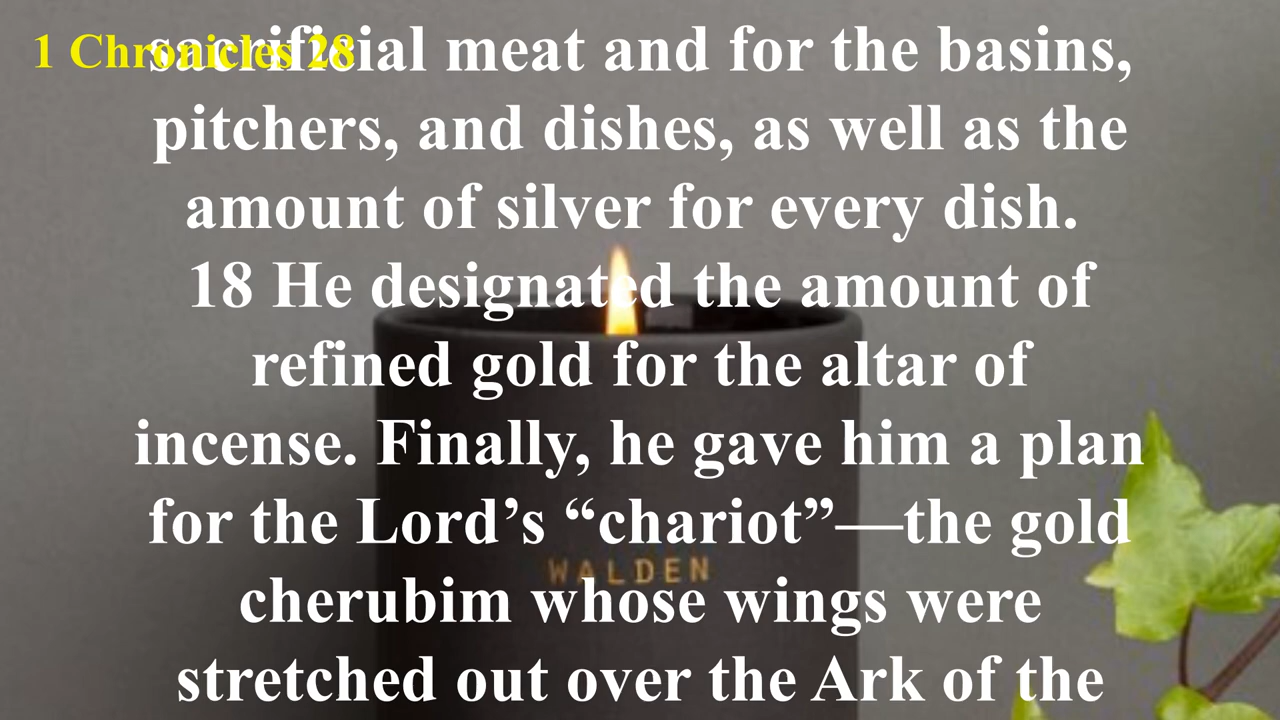 1 Chronicles 28
sacrificial meat and for the basins,
pitchers, and dishes, as well as the
amount of silver for every dish.
18 He designated the amount of
refined gold for the altar of
incense. Finally, he gave him a plan
for the Lord’s “chariot”—the gold
WALDEN
cherubim whose wings were
stretched out over the Ark of the